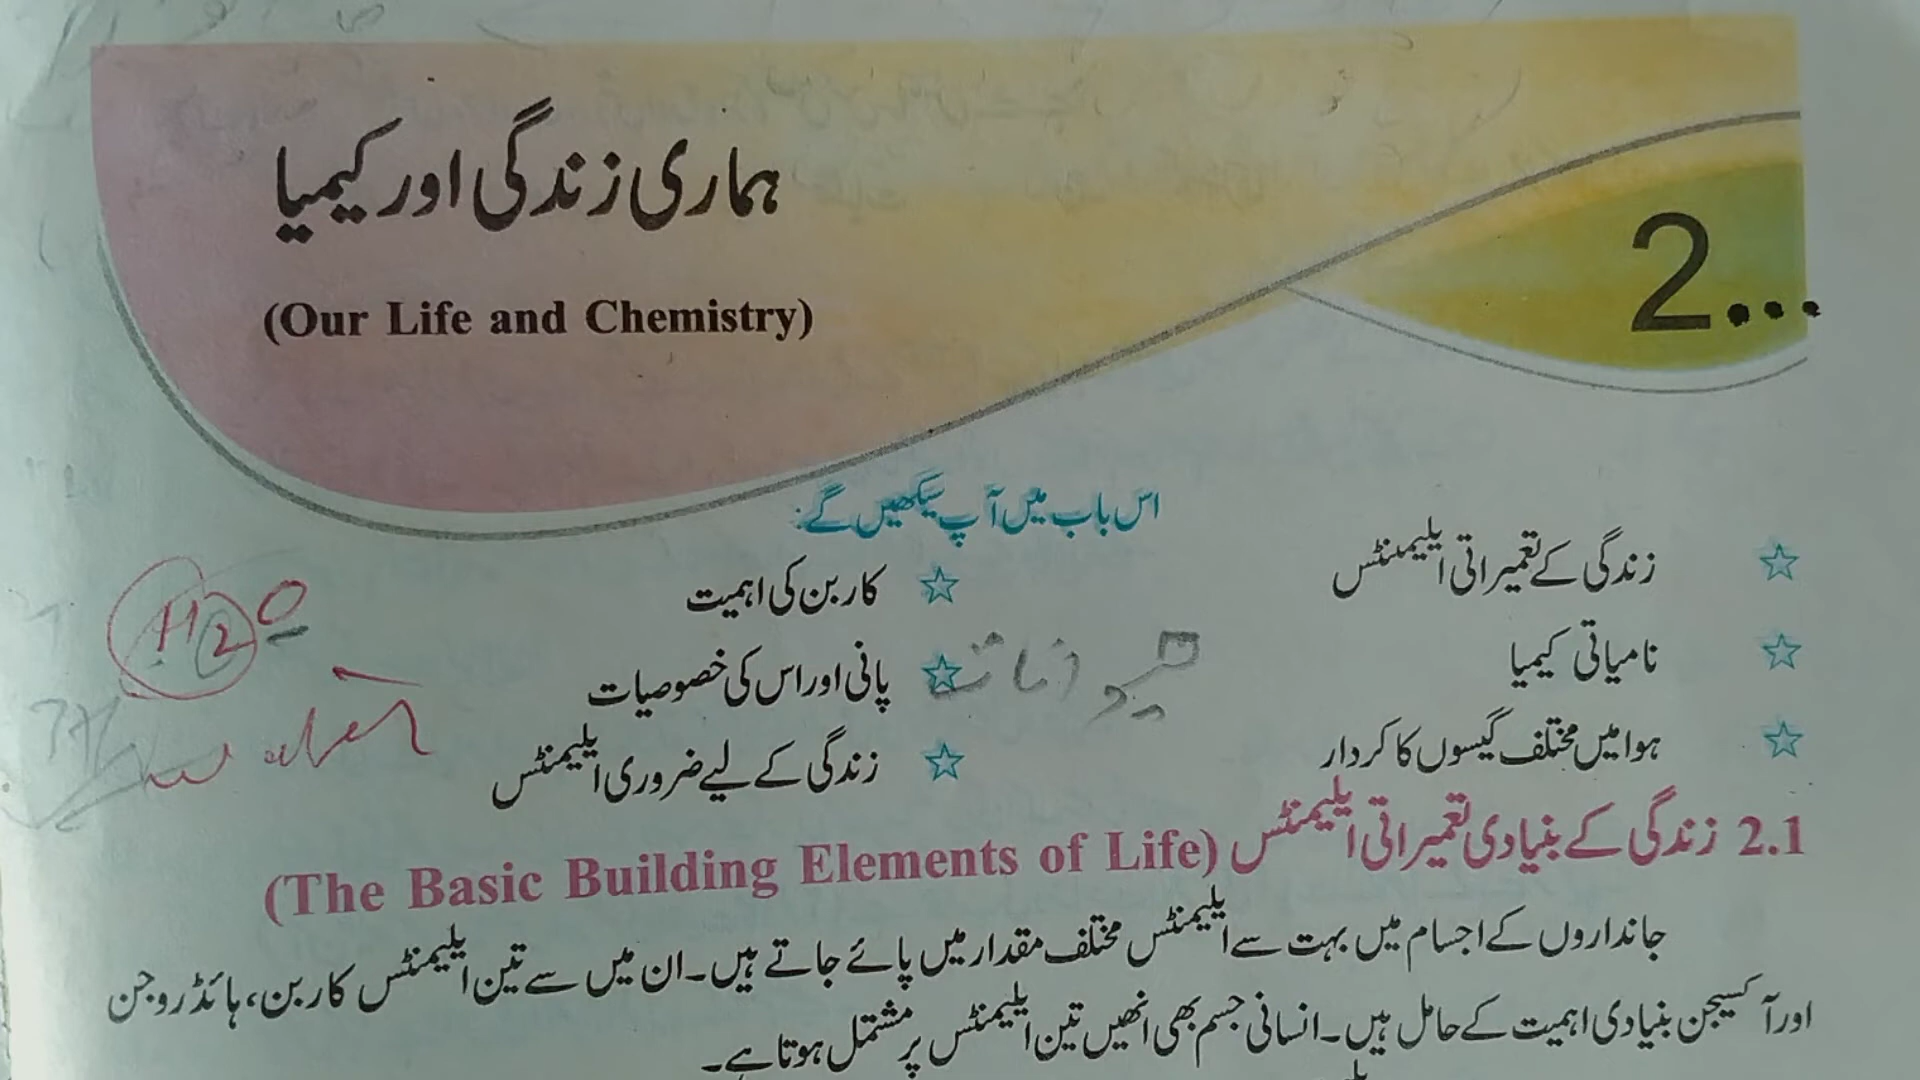 ہماری زندگی اور کیمیا
(Our Life and Chemistry)
2...
اس باب میں آپ سیکھیں گے:
☆ زندگی کے تعمیراتی ایلیمنٹس
☆ کاربن کی اہمیت
☆ نامیاتی کیمیا
☆ پانی اور اس کی خصوصیات
☆ ہوا میں مختلف گیسوں کا کردار
☆ زندگی کے لیے ضروری ایلیمنٹس
H2O
water
2.1 زندگی کے بنیادی تعمیراتی ایلیمنٹس (The Basic Building Elements of Life)
جانداروں کے اجسام میں بہت سے ایلیمنٹس مختلف مقدار میں پائے جاتے ہیں۔ ان میں سے تین ایلیمنٹس کاربن، ہائڈروجن
اور آکسیجن بنیادی اہمیت کے حامل ہیں۔ انسانی جسم بھی انھیں تین ایلیمنٹس پر مشتمل ہوتا ہے۔